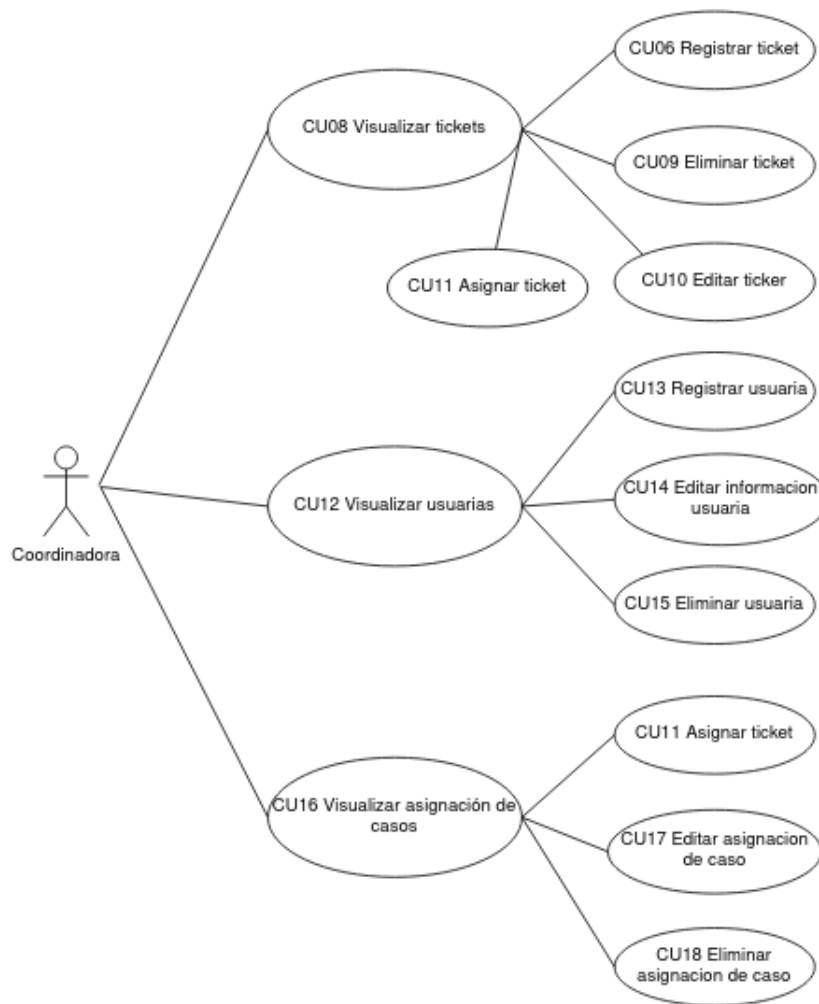 CU06 Registrar ticket
CU08 Visualizar tickets
CU09 Eliminar ticket
CU11 Asignar ticket
CU10 Editar ticker
CU13 Registrar usuaria
CU14 Editar informacion
usuaria
CU12 Visualizar usuarias
Coordinadora
CU15 Eliminar usuaria
CU11 Asignar ticket
CU16 Visualizar asignación de
casos
CU17 Editar asignacion
de caso
CU18 Eliminar
asignacion de caso